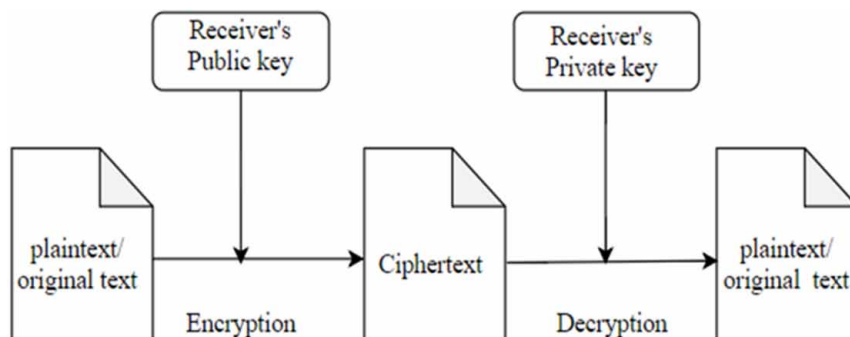 Receiver's
Public key
Receiver's
Private key
plaintext/
original text
Ciphertext
plaintext/
original text
Encryption
Decryption